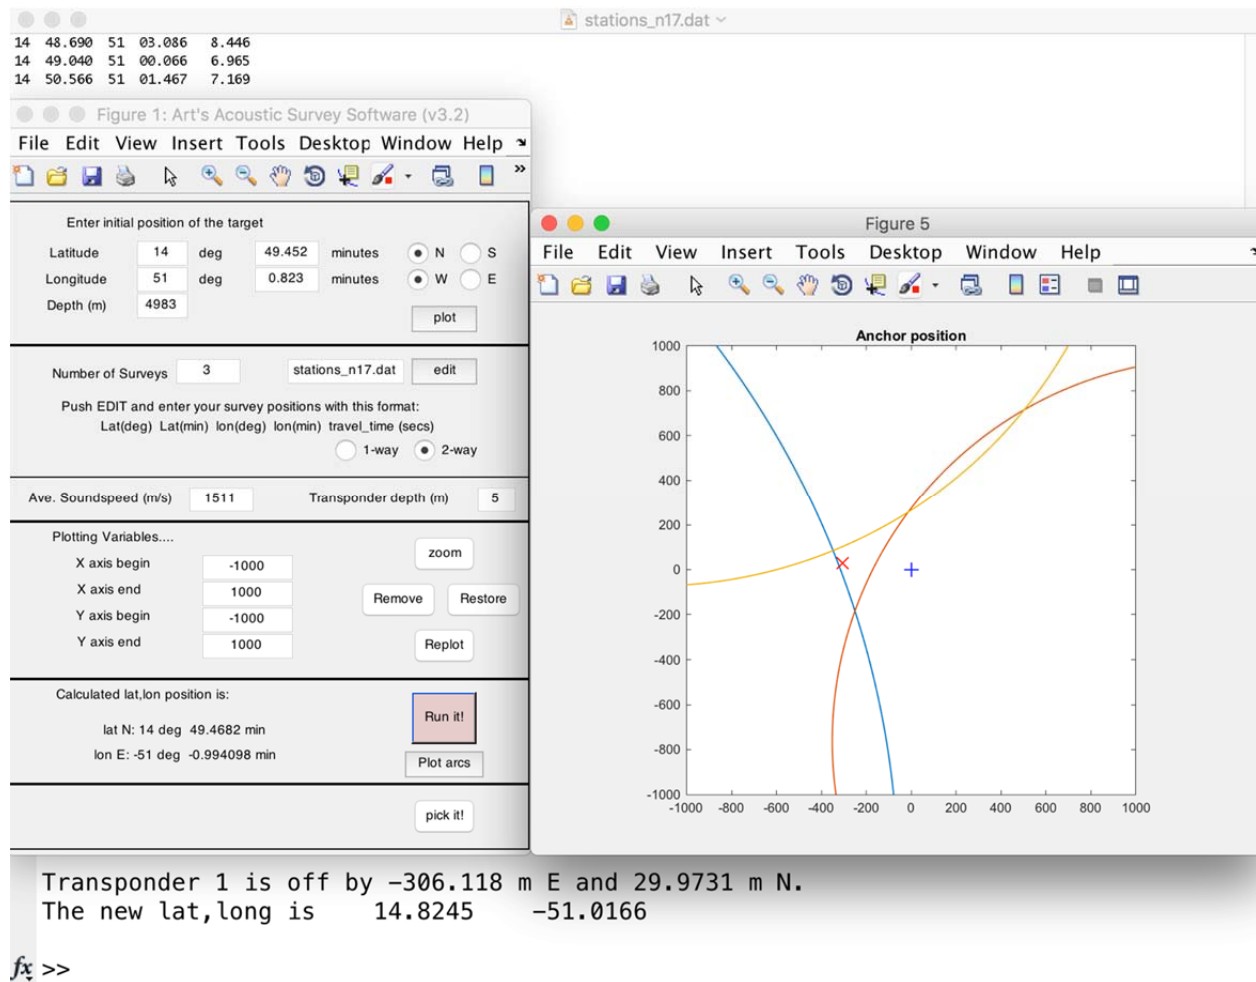 stations_n17.dat
14 48.690 51 03.086 8.446
14 49.040 51 00.066 6.965
14 50.566 51 01.467 7.169
Figure 1: Art's Acoustic Survey Software (v3.2)
File Edit View Insert Tools Desktop Window Help
Enter initial position of the target
Latitude 14 deg 49.452 minutes N S
Longitude 51 deg 0.823 minutes W E
Depth (m) 4983
plot
Number of Surveys 3 stations_n17.dat edit
Push EDIT and enter your survey positions with this format:
Lat(deg) Lat(min) lon(deg) lon(min) travel_time (secs)
1-way 2-way
Ave. Soundspeed (m/s) 1511 Transponder depth (m) 5
Plotting Variables....
zoom
X axis begin -1000
X axis end 1000
Remove Restore
Y axis begin -1000
Y axis end 1000
Replot
Calculated lat,lon position is:
Run it!
lat N: 14 deg 49.4682 min
lon E: -51 deg -0.994098 min
Plot arcs
pick it!
Figure 5
File Edit View Insert Tools Desktop Window Help
Anchor position
1000
800
600
400
200
0
-200
-400
-600
-800
-1000
-1000 -800 -600 -400 -200 0 200 400 600 800 1000
Transponder 1 is off by -306.118 m E and 29.9731 m N.
The new lat,long is 14.8245 -51.0166
fx >>